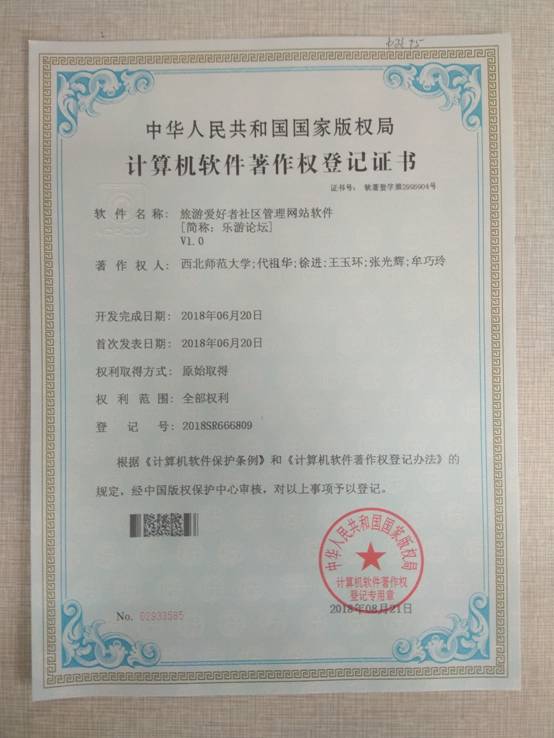 中华人民共和国国家版权局
计算机软件著作权登记证书
证书号： 软著登字第2995904号
软件名称： 旅游爱好者社区管理网站软件
[简称：乐游论坛]
V1.0
著作权人： 西北师范大学;代祖华;徐进;王玉环;张光辉;牟巧玲
开发完成日期： 2018年06月20日
首次发表日期： 2018年06月20日
权利取得方式： 原始取得
权利范围： 全部权利
登记号： 2018SR666809
根据《计算机软件保护条例》和《计算机软件著作权登记办法》的
规定，经中国版权保护中心审核，对以上事项予以登记。
中华人民共和国国家版权局
计算机软件著作权
登记专用章
2018年08月21日
No. 02933585